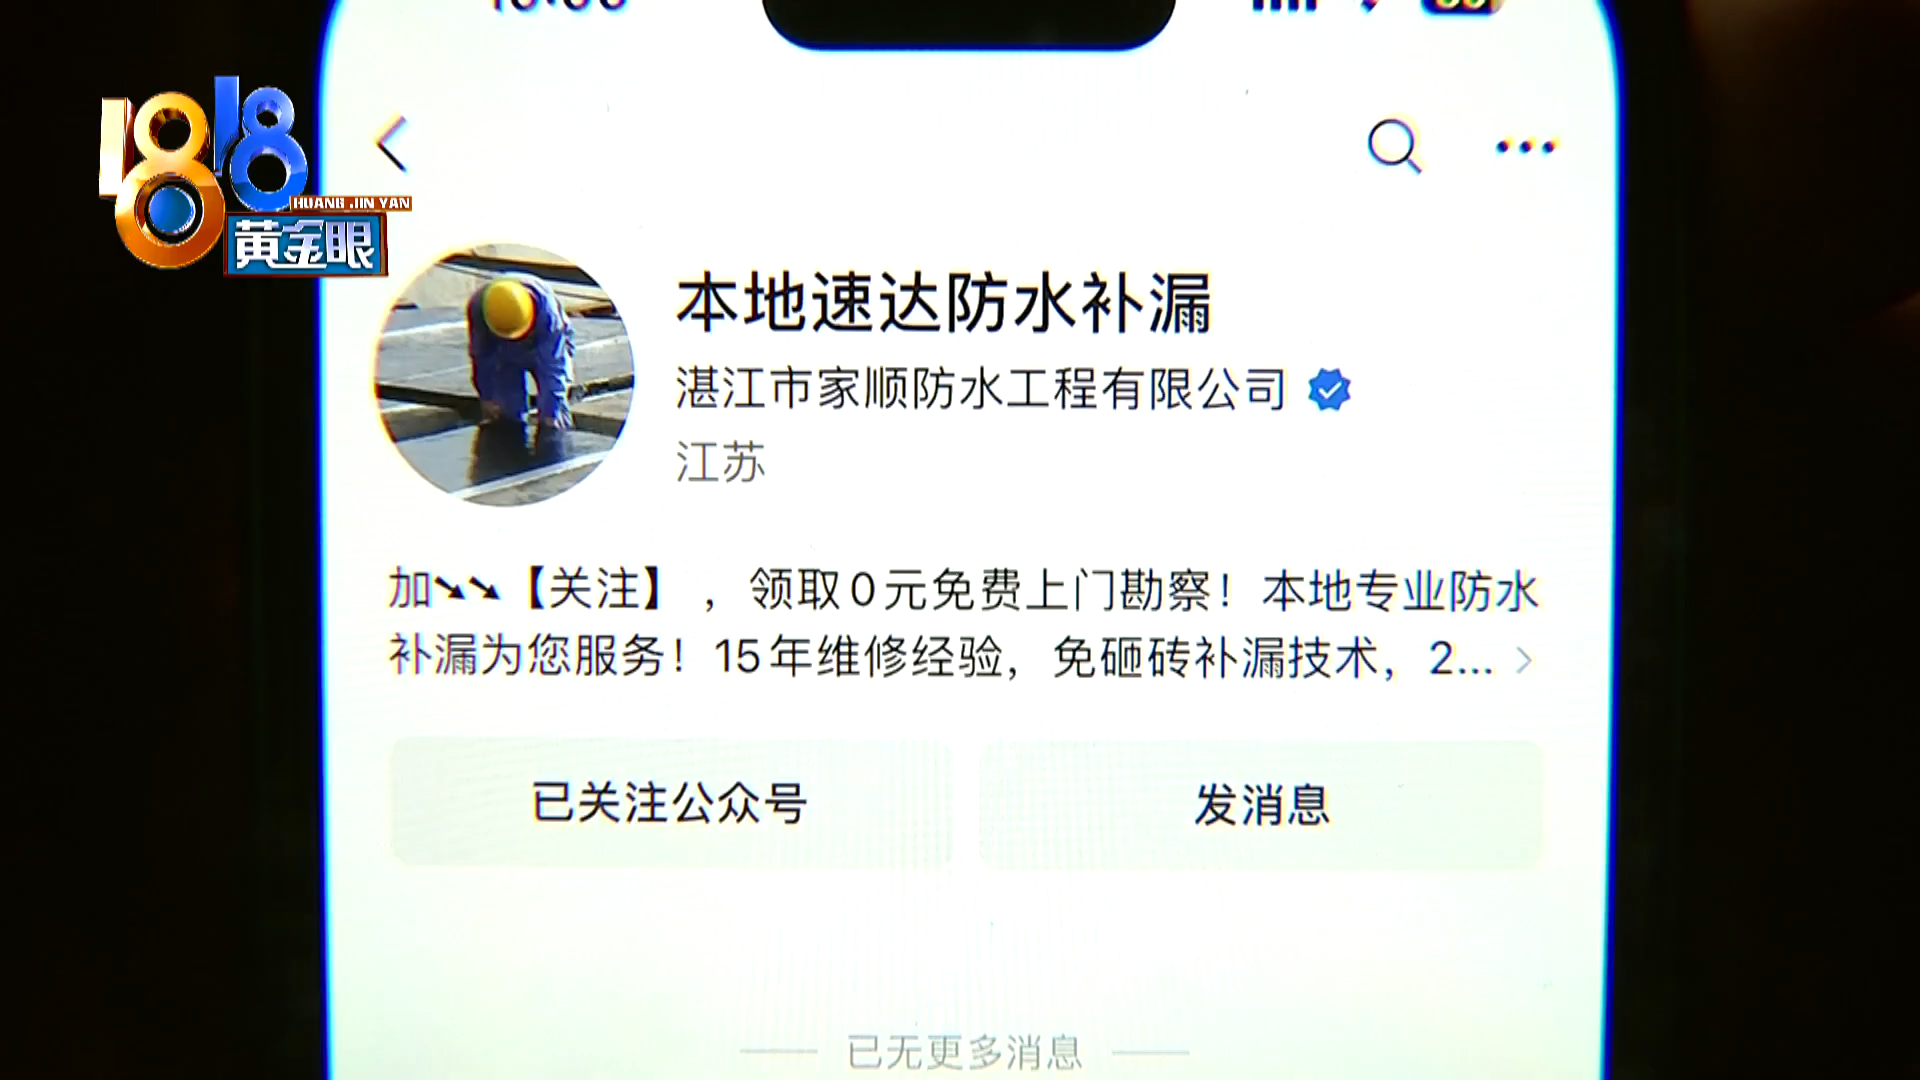 1818
HUANG JIN YAN
黄金眼
本地速达防水补漏
湛江市家顺防水工程有限公司
江苏
加➘➘【关注】，领取0元免费上门勘察！本地专业防水
补漏为您服务！15年维修经验，免砸砖补漏技术，2...
已关注公众号
发消息
已无更多消息